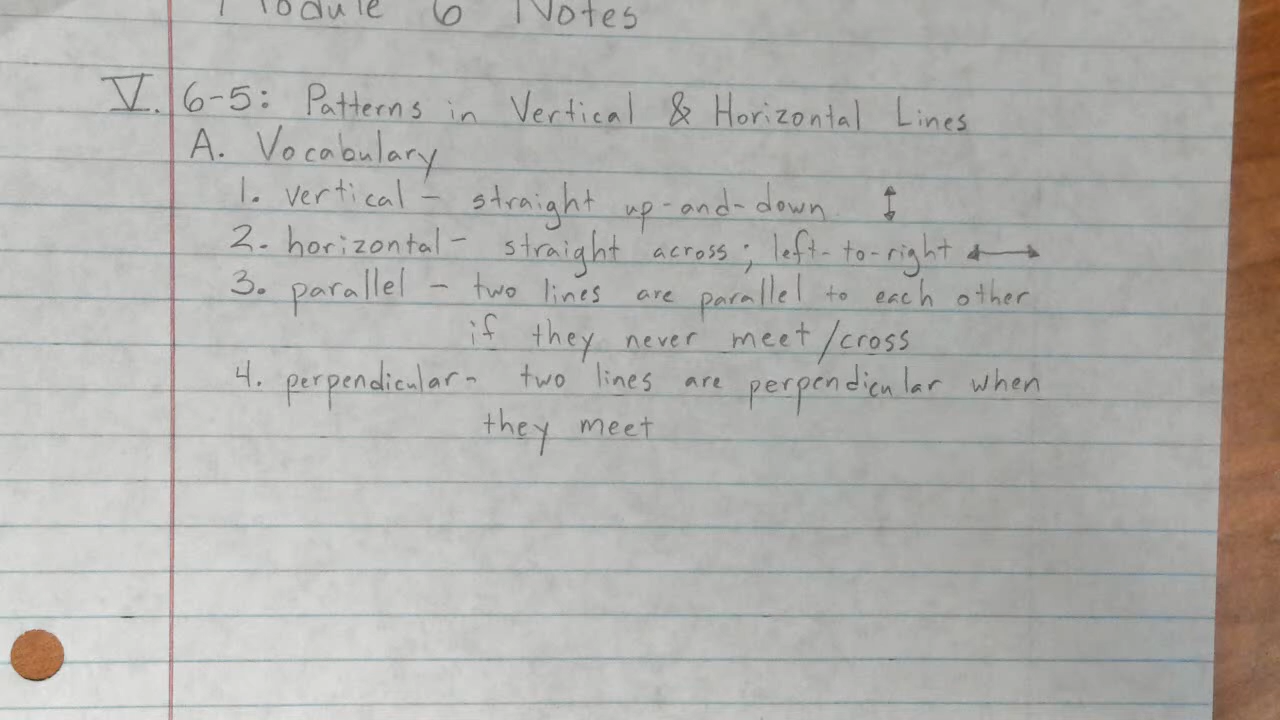 Module 6 Notes
V. 6-5: Patterns in Vertical & Horizontal Lines
A. Vocabulary
1. vertical - straight up-and-down ↕
2. horizontal - straight across; left-to-right ↔
3. parallel - two lines are parallel to each other
if they never meet/cross
4. perpendicular - two lines are perpendicular when
they meet